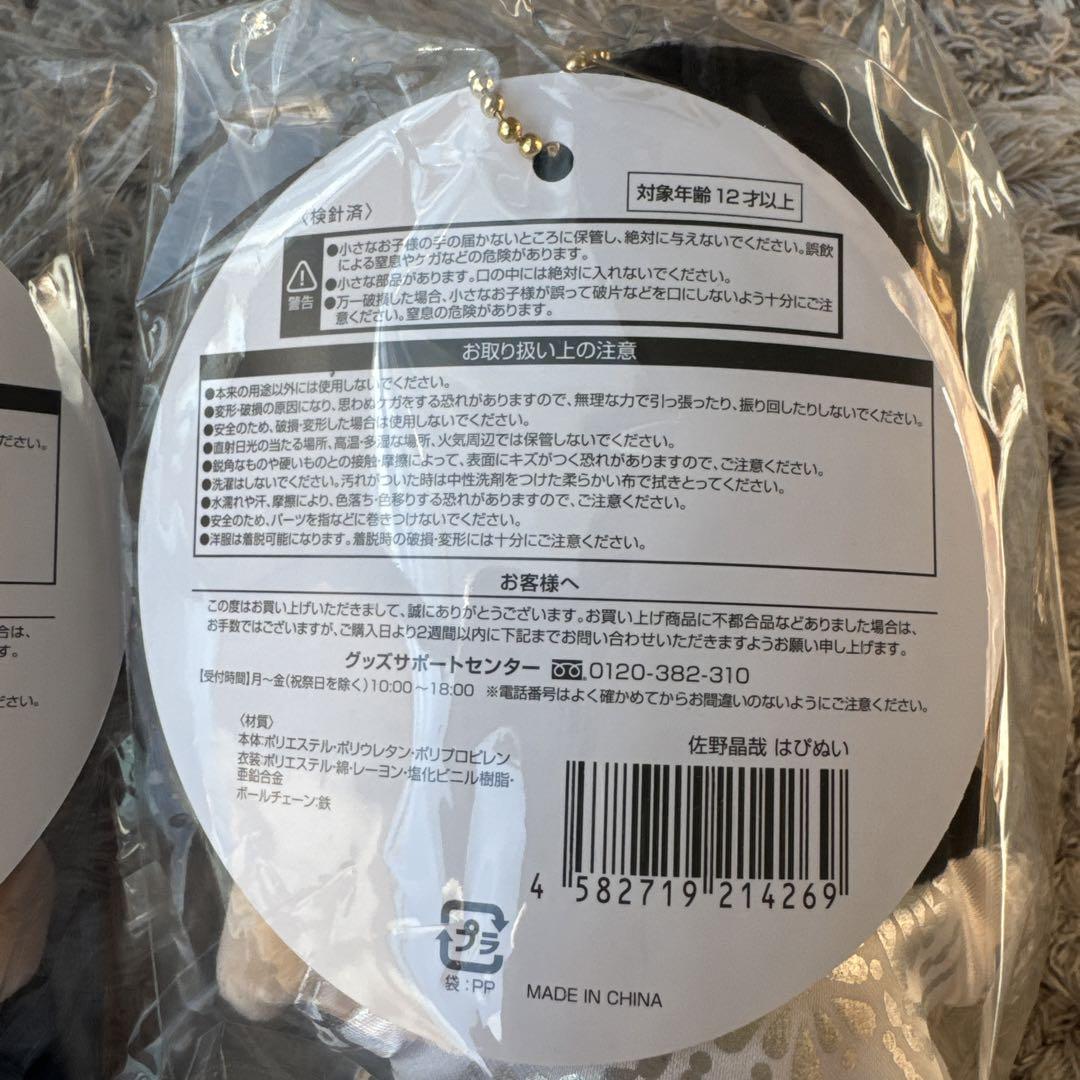 〈検針済〉
対象年齢12才以上
警告
●小さなお子様の手の届かないところに保管し、絶対に与えないでください。誤飲
による窒息やケガなどの危険があります。
●小さな部品があります。口の中には絶対に入れないでください。
●万一破損した場合、小さなお子様が誤って破片などを口にしないよう十分にご注
意ください。窒息の危険があります。
お取り扱い上の注意
●本来の用途以外には使用しないでください。
●変形・破損の原因になり、思わぬケガをする恐れがありますので、無理な力で引っ張ったり、振り回したりしないでください。
●安全のため、破損・変形した場合は使用しないでください。
●直射日光の当たる場所、高温・多湿な場所、火気周辺では保管しないでください。
●鋭角なものや硬いものとの接触・摩擦によって、表面にキズがつく恐れがありますので、ご注意ください。
●洗濯はしないでください。汚れがついた時は中性洗剤をつけた柔らかい布で拭きとってください。
●水濡れや汗、摩擦により、色落ち・色移りする恐れがありますので、ご注意ください。
●安全のため、パーツを指などに巻きつけないでください。
●洋服は着脱可能になります。着脱時の破損・変形には十分にご注意ください。
お客様へ
この度はお買い上げいただきまして、誠にありがとうございます。お買い上げ商品に不都合品などありました場合は、
お手数ではございますが、ご購入日より2週間以内に下記までお問い合わせいただきますようお願い申し上げます。
グッズサポートセンター 0120-382-310
【受付時間】月～金(祝祭日を除く)10:00～18:00 ※電話番号はよく確かめてからお間違いのないようにご注意ください。
〈材質〉
本体:ポリエステル・ポリウレタン・ポリプロピレン
衣装:ポリエステル・綿・レーヨン・塩化ビニル樹脂・
亜鉛合金
ボールチェーン:鉄
佐野晶哉 はぴぬい
4 582719 214269
プラ
袋:PP
MADE IN CHINA
ださい。
合は、
す。
ださい。